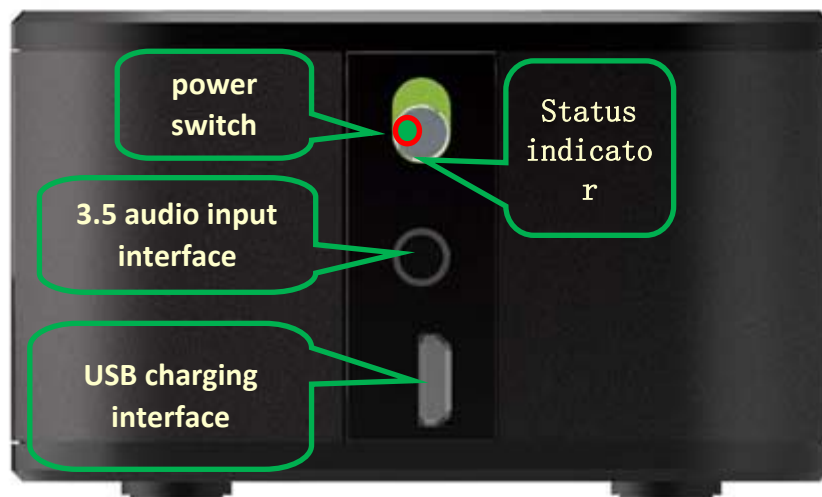 power
switch
Status
indicato
r
3.5 audio input
interface
USB charging
interface